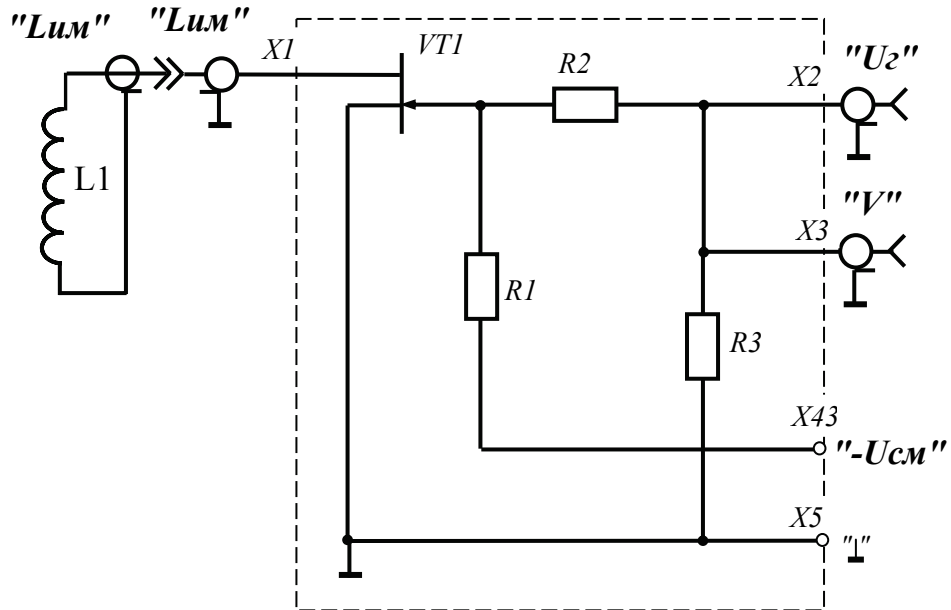 "Lим"
"Lим"
X1
VT1
R2
X2
"Uг"
L1
X3
"V"
R1
R3
X43
"-Uсм"
X5
"⊥"